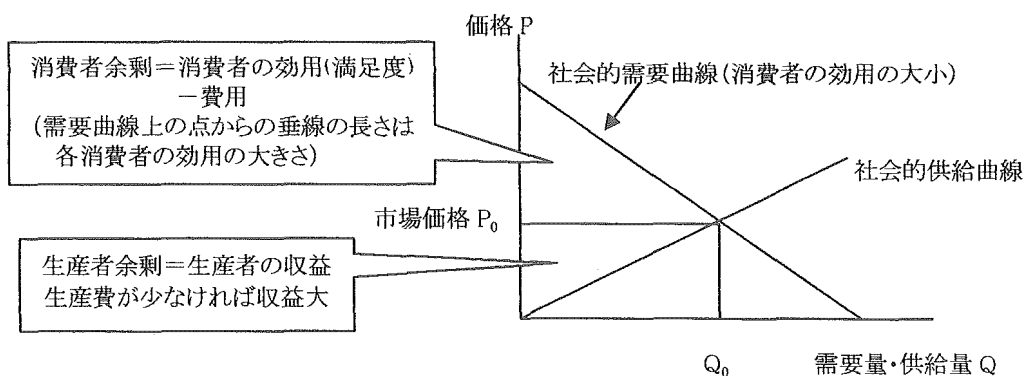 価格 P
消費者余剰＝消費者の効用(満足度)
－費用
(需要曲線上の点からの垂線の長さは
各消費者の効用の大きさ)
社会的需要曲線(消費者の効用の大小)
社会的供給曲線
市場価格 P₀
生産者余剰＝生産者の収益
生産費が少なければ収益大
Q₀
需要量・供給量 Q